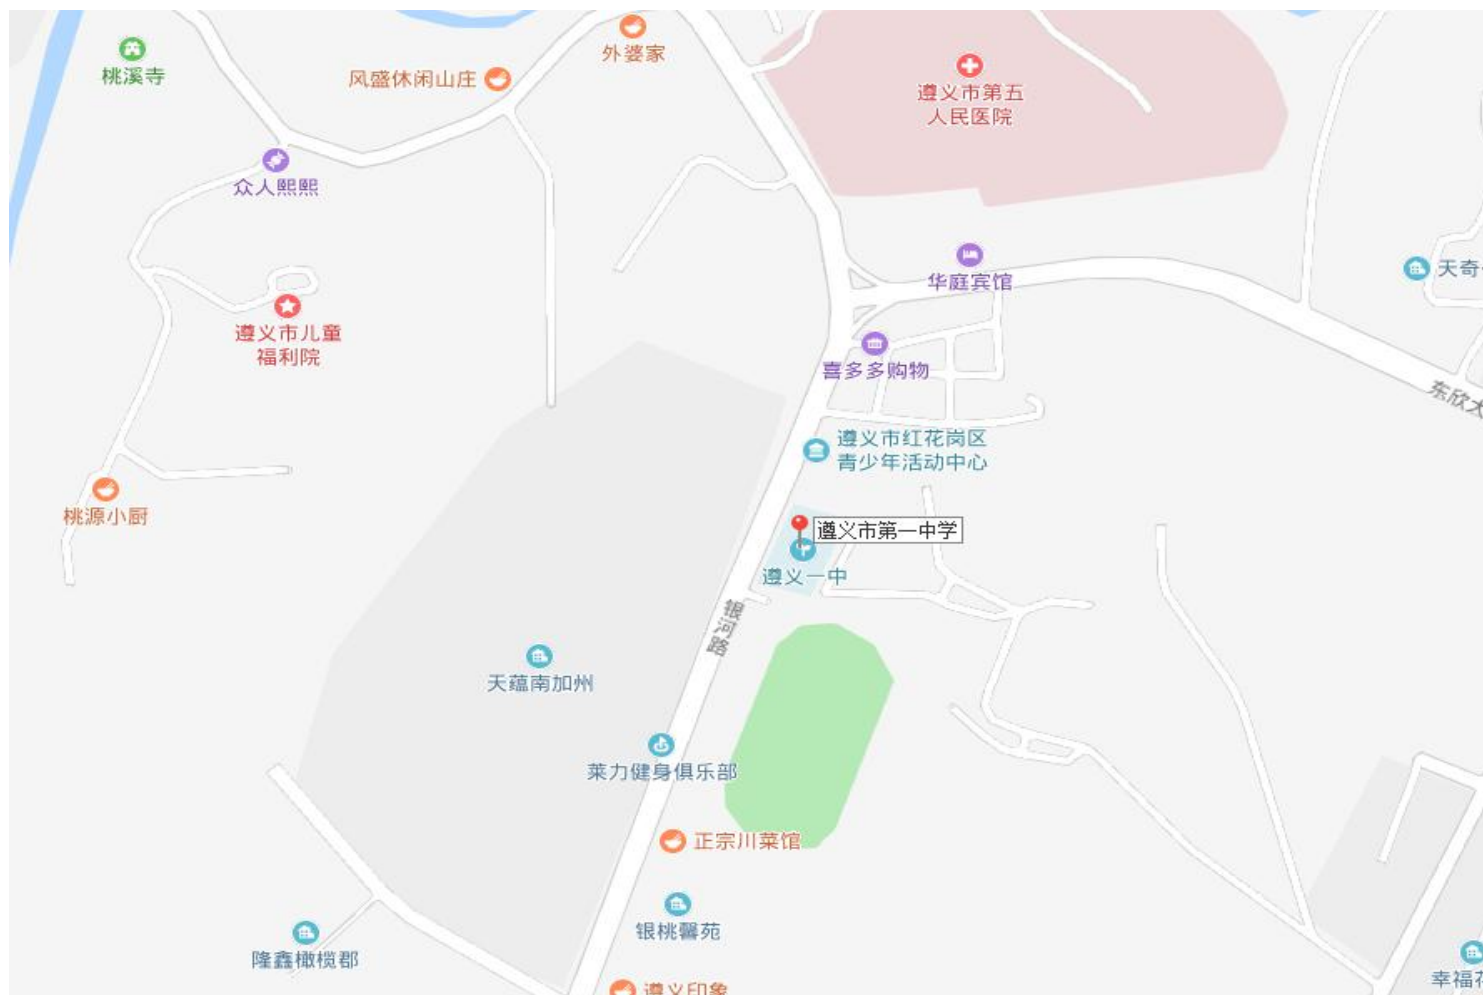 外婆家
桃溪寺
风盛休闲山庄
遵义市第五
人民医院
众人熙熙
天奇
华庭宾馆
遵义市儿童
福利院
喜多多购物
东欣大
遵义市红花岗区
青少年活动中心
桃源小厨
遵义市第一中学
遵义一中
银河路
天蕴南加州
莱力健身俱乐部
正宗川菜馆
银桃馨苑
隆鑫橄榄郡
幸福花
遵义印象